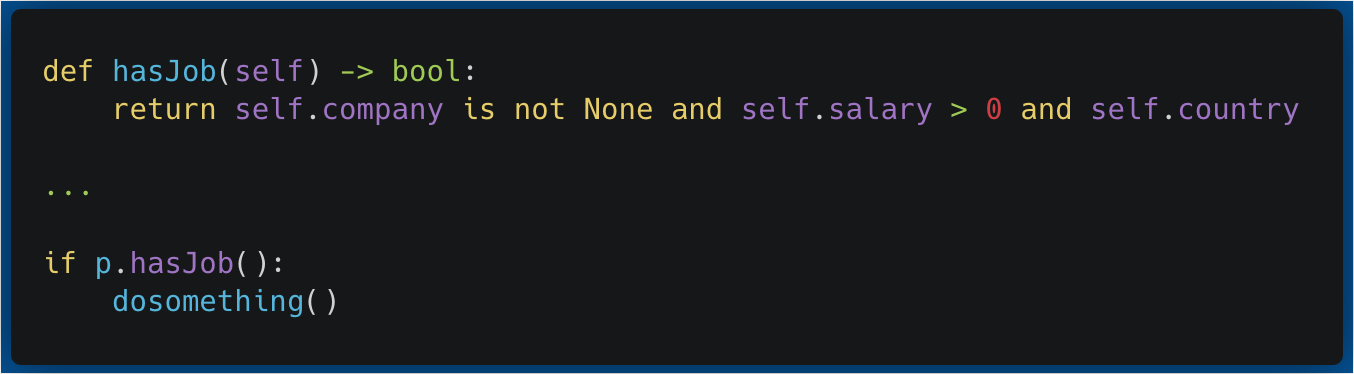 def hasJob(self) -> bool:
    return self.company is not None and self.salary > 0 and self.country
...
if p.hasJob():
    dosomething()